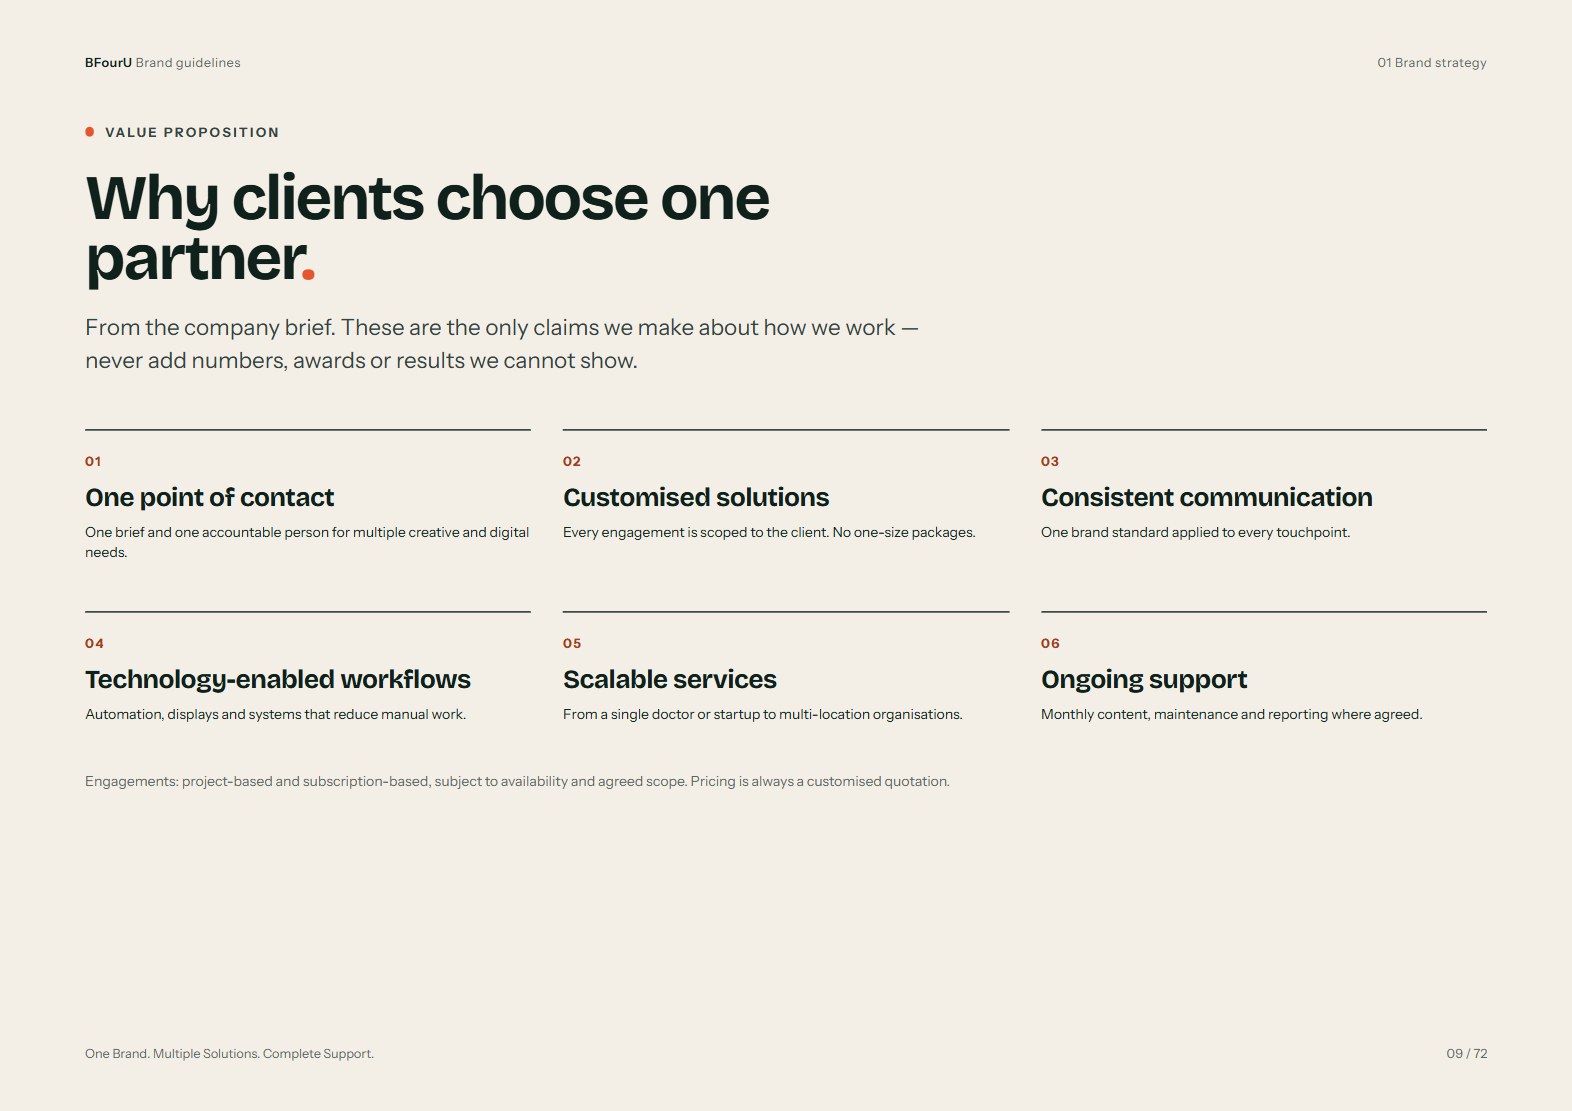 BFourU Brand guidelines
01 Brand strategy
VALUE PROPOSITION
Why clients choose one
partner.
From the company brief. These are the only claims we make about how we work —
never add numbers, awards or results we cannot show.
01
One point of contact
One brief and one accountable person for multiple creative and digital
needs.
02
Customised solutions
Every engagement is scoped to the client. No one-size packages.
03
Consistent communication
One brand standard applied to every touchpoint.
04
Technology-enabled workflows
Automation, displays and systems that reduce manual work.
05
Scalable services
From a single doctor or startup to multi-location organisations.
06
Ongoing support
Monthly content, maintenance and reporting where agreed.
Engagements: project-based and subscription-based, subject to availability and agreed scope. Pricing is always a customised quotation.
One Brand. Multiple Solutions. Complete Support.
09 / 72